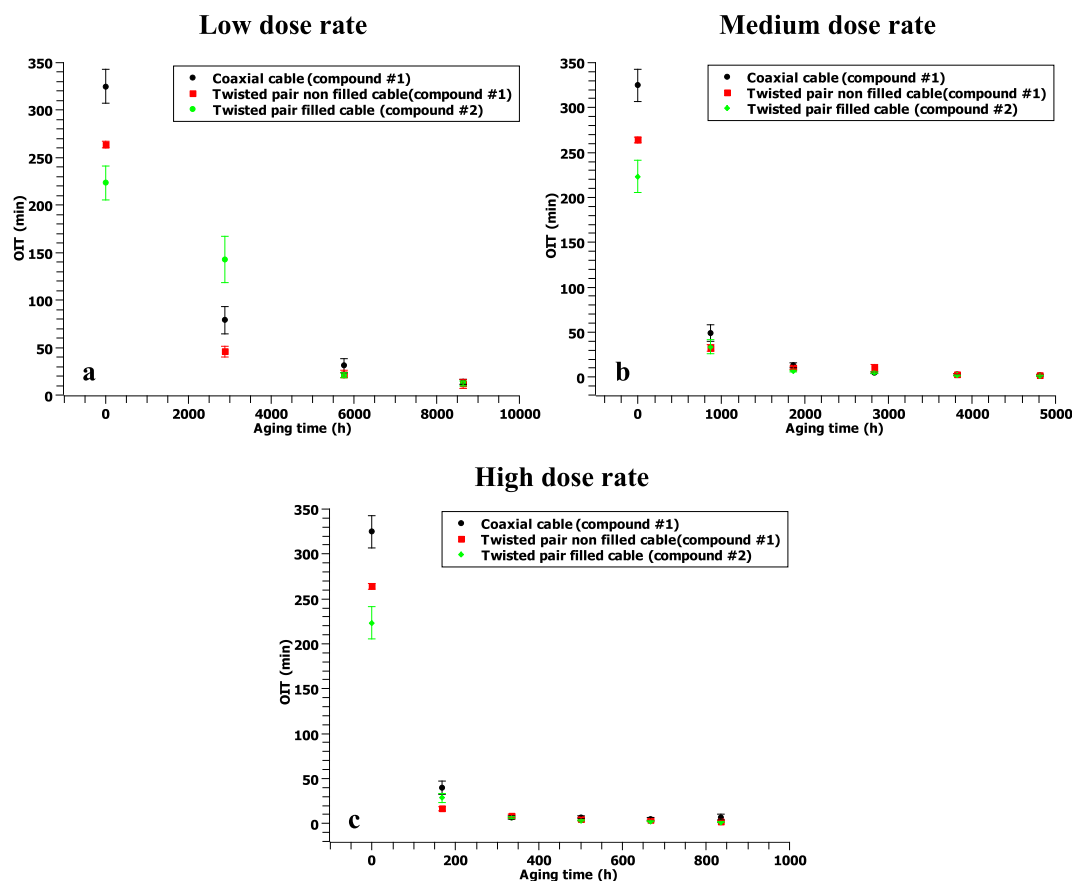 Low dose rate
Medium dose rate
350
300
250
200
150
100
50
0
OIT (min)
Coaxial cable (compound #1)
Twisted pair non filled cable(compound #1)
Twisted pair filled cable (compound #2)
a
0 2000 4000 6000 8000 10000
Aging time (h)
350
300
250
200
150
100
50
0
OIT (min)
Coaxial cable (compound #1)
Twisted pair non filled cable(compound #1)
Twisted pair filled cable (compound #2)
b
0 1000 2000 3000 4000 5000
Aging time (h)
High dose rate
350
300
250
200
150
100
50
0
OIT (min)
Coaxial cable (compound #1)
Twisted pair non filled cable(compound #1)
Twisted pair filled cable (compound #2)
c
0 200 400 600 800 1000
Aging time (h)